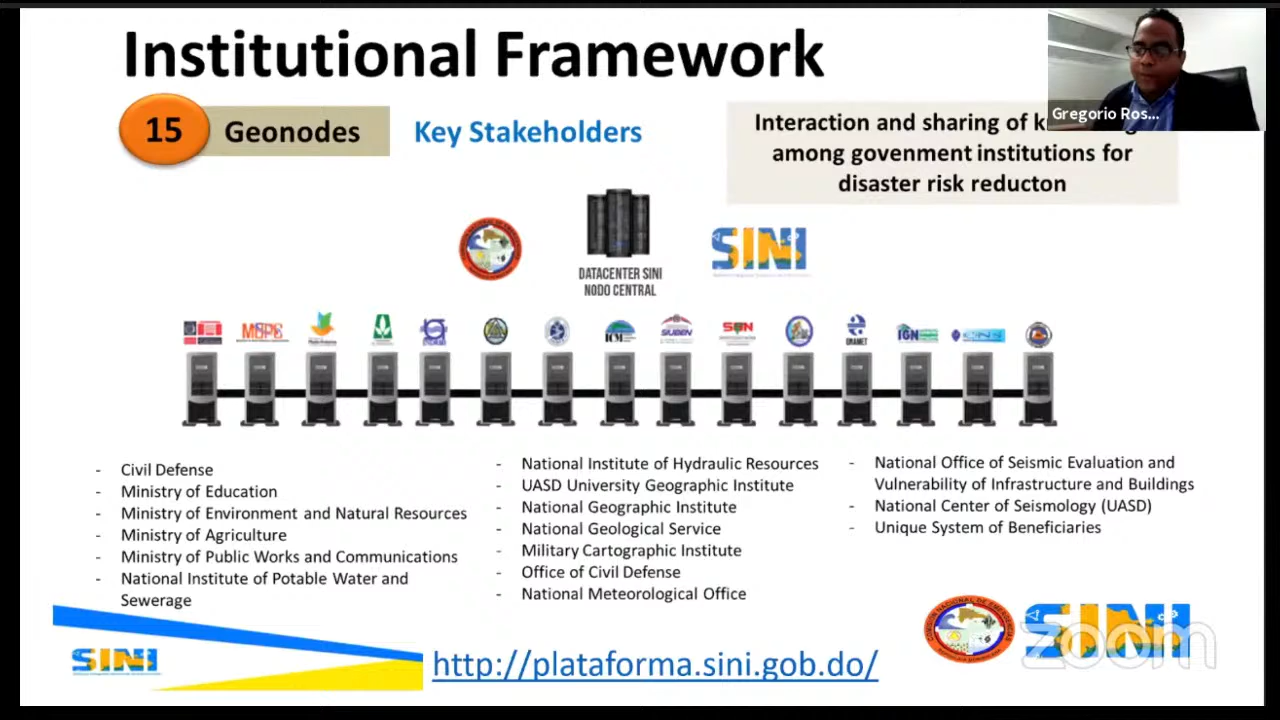 Institutional Framework
Gregorio Ros...
15
Geonodes
Key Stakeholders
Interaction and sharing of
among govenment institutions for
disaster risk reducton
SINI
DATACENTER SINI
NODO CENTRAL
MOPC
ICM
SIUBEN
SGN
ONAMET
IGN
- Civil Defense
- Ministry of Education
- Ministry of Environment and Natural Resources
- Ministry of Agriculture
- Ministry of Public Works and Communications
- National Institute of Potable Water and
Sewerage
- National Institute of Hydraulic Resources
- UASD University Geographic Institute
- National Geographic Institute
- National Geological Service
- Military Cartographic Institute
- Office of Civil Defense
- National Meteorological Office
- National Office of Seismic Evaluation and
Vulnerability of Infrastructure and Buildings
- National Center of Seismology (UASD)
- Unique System of Beneficiaries
SINI
http://plataforma.sini.gob.do/
SINI
zoom